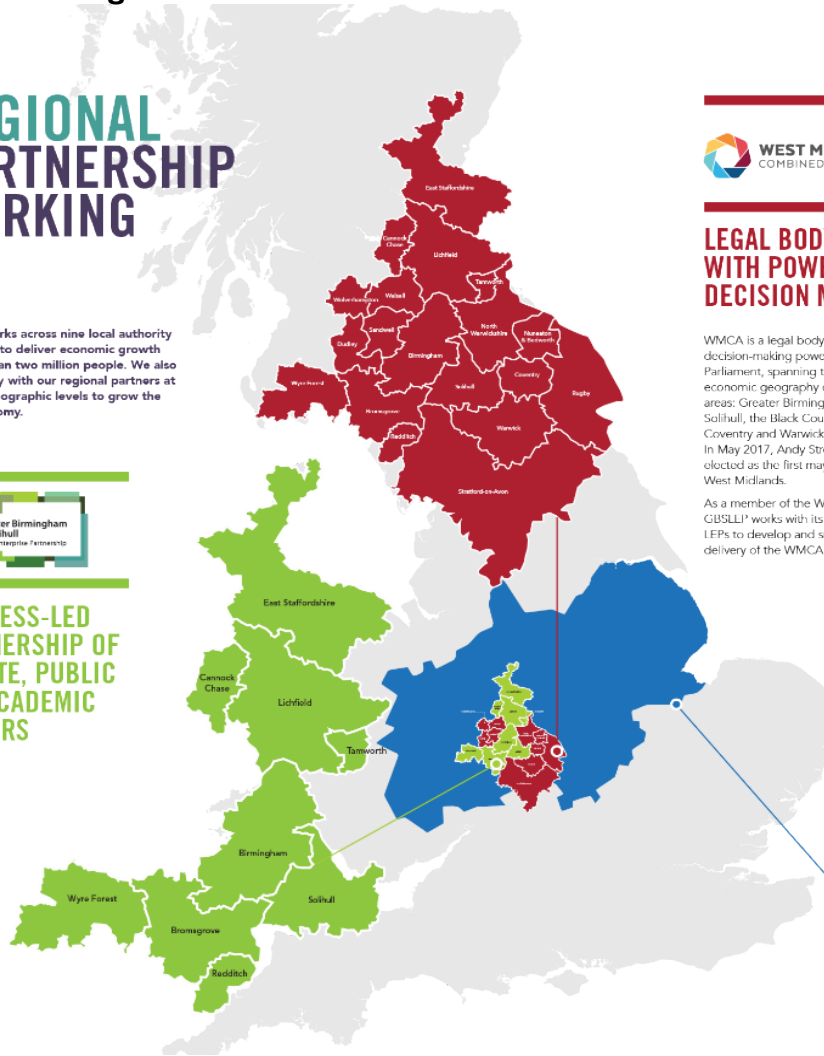 GIONAL
RTNERSHIP
RKING
rks across nine local authority
to deliver economic growth
an two million people. We also
y with our regional partners at
ographic levels to grow the
omy.
er Birmingham
ihull
nterprise Partnership
ESS-LED
ERSHIP OF
TE, PUBLIC
CADEMIC
RS
East Staffordshire
Cannock
Chase
Lichfield
Tamworth
Wolverhampton
Walsall
Sandwell
Dudley
Birmingham
North
Warwickshire
Nuneaton
& Bedworth
Wyre Forest
Solihull
Coventry
Rugby
Bromsgrove
Redditch
Warwick
Stratford-on-Avon
East Staffordshire
Cannock
Chase
Lichfield
Tamworth
Birmingham
Wyre Forest
Solihull
Bromsgrove
Redditch
WEST M
COMBINED
LEGAL BOD
WITH POWE
DECISION M
WMCA is a legal body
decision-making powe
Parliament, spanning t
economic geography o
areas: Greater Birming
Solihull, the Black Cou
Coventry and Warwick
In May 2017, Andy Stre
elected as the first may
West Midlands.
As a member of the W
GBSLEP works with its
LEPs to develop and s
delivery of the WMCA